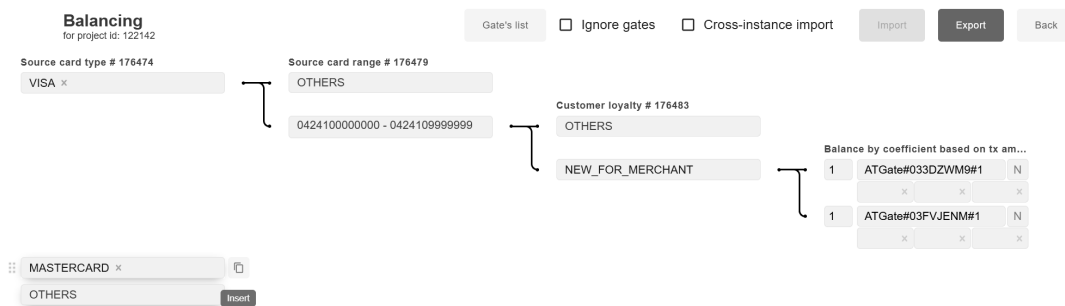 Balancing
for project id: 122142
Gate's list
Ignore gates
Cross-instance import
Import
Export
Back
Source card type # 176474
VISA ×
Source card range # 176479
OTHERS
0424100000000 - 0424109999999
Customer loyalty # 176483
OTHERS
NEW_FOR_MERCHANT
Balance by coefficient based on tx am...
1 ATGate#033DZWM9#1 N
× × ×
1 ATGate#03FVJENM#1 N
× × ×
MASTERCARD ×
OTHERS
Insert